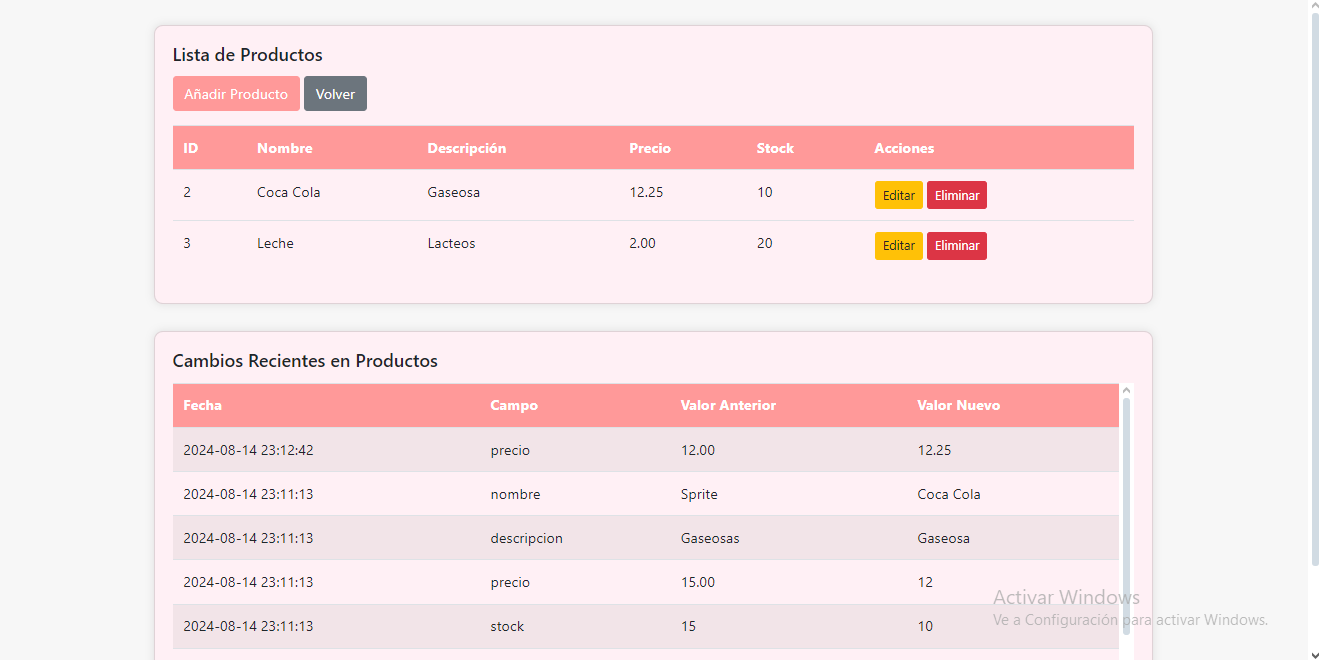 Lista de Productos
Añadir Producto Volver
ID Nombre Descripción Precio Stock Acciones
2 Coca Cola Gaseosa 12.25 10 Editar Eliminar
3 Leche Lacteos 2.00 20 Editar Eliminar
Cambios Recientes en Productos
Fecha Campo Valor Anterior Valor Nuevo
2024-08-14 23:12:42 precio 12.00 12.25
2024-08-14 23:11:13 nombre Sprite Coca Cola
2024-08-14 23:11:13 descripcion Gaseosas Gaseosa
2024-08-14 23:11:13 precio 15.00 12
2024-08-14 23:11:13 stock 15 10
Activar Windows
Ve a Configuración para activar Windows.